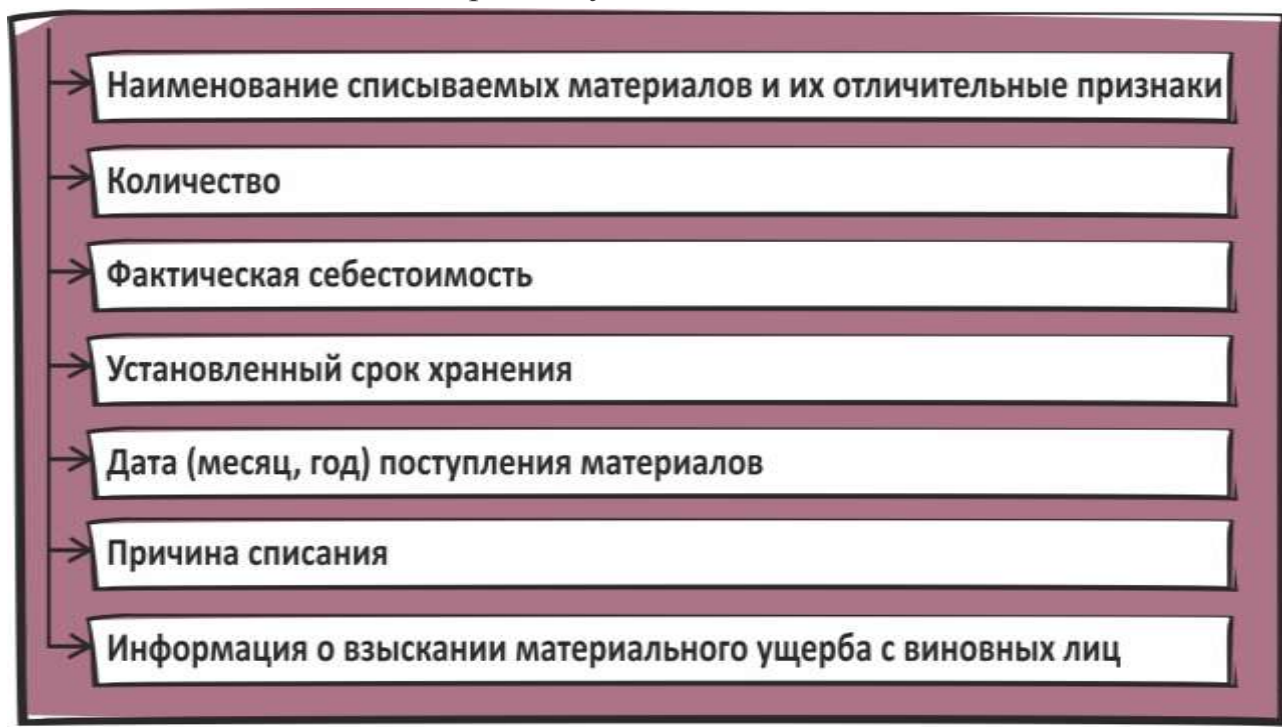 Наименование списываемых материалов и их отличительные признаки
Количество
Фактическая себестоимость
Установленный срок хранения
Дата (месяц, год) поступления материалов
Причина списания
Информация о взыскании материального ущерба с виновных лиц